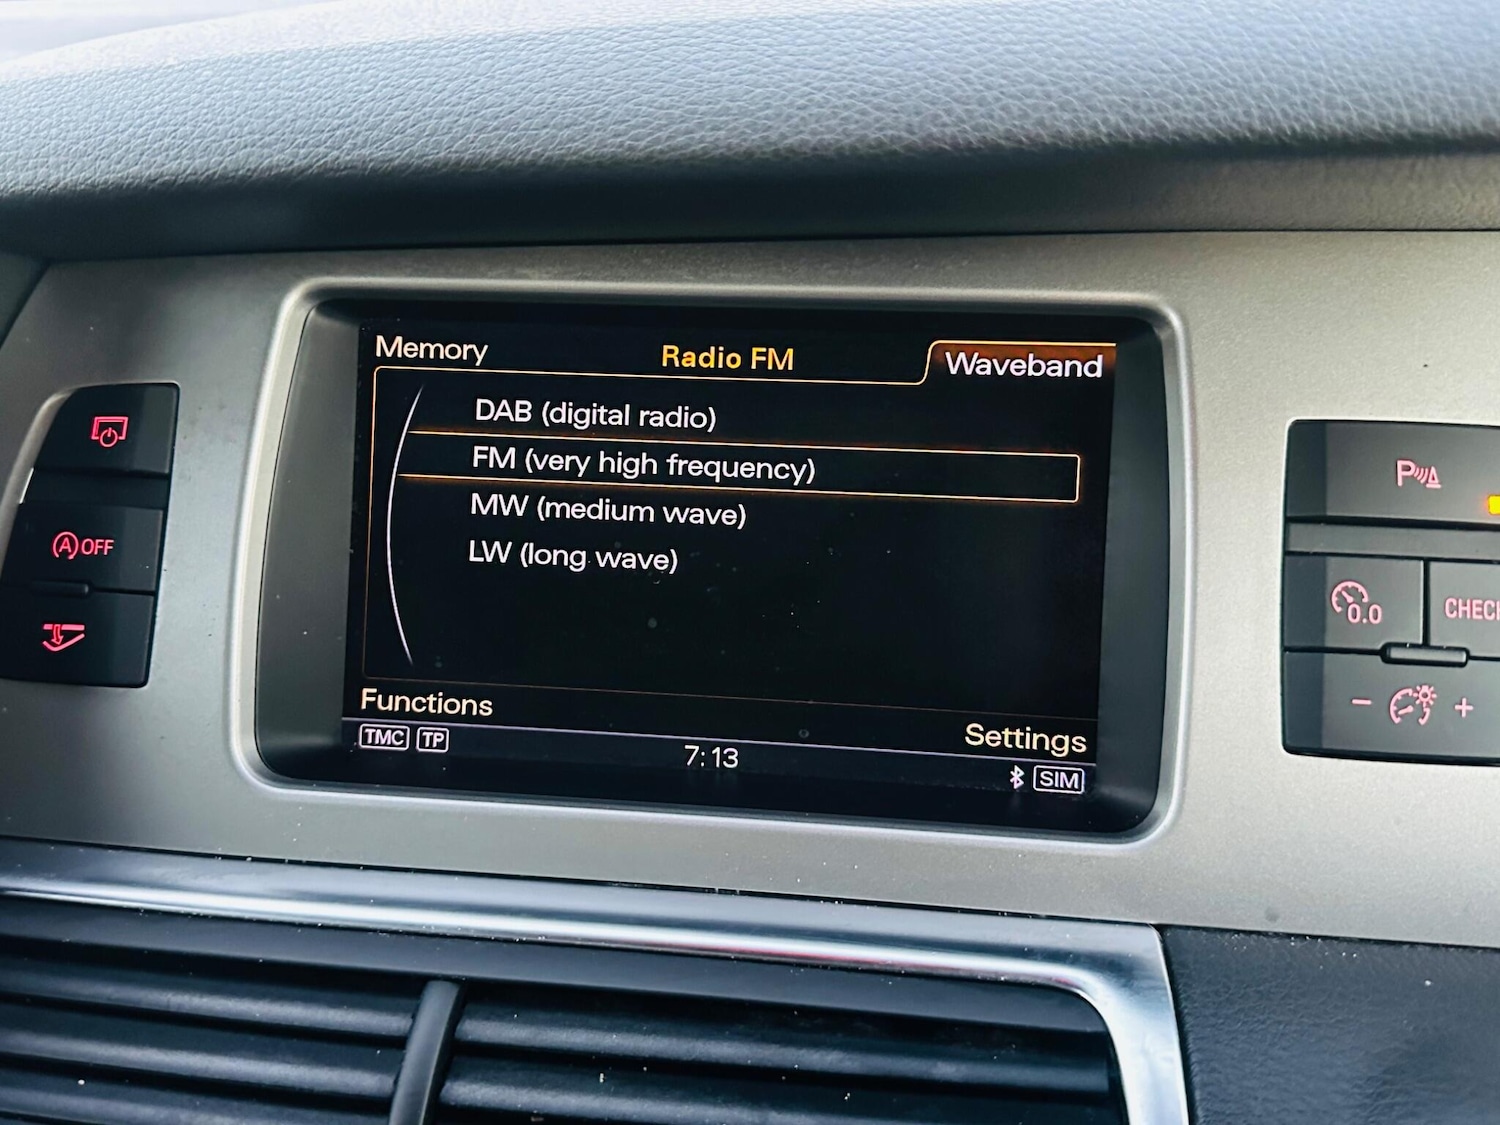 Memory
Radio FM
Waveband
DAB (digital radio)
FM (very high frequency)
MW (medium wave)
LW (long wave)
Functions
Settings
TMC TP
7:13
SIM
A OFF
P
0.0
CHECK
- +